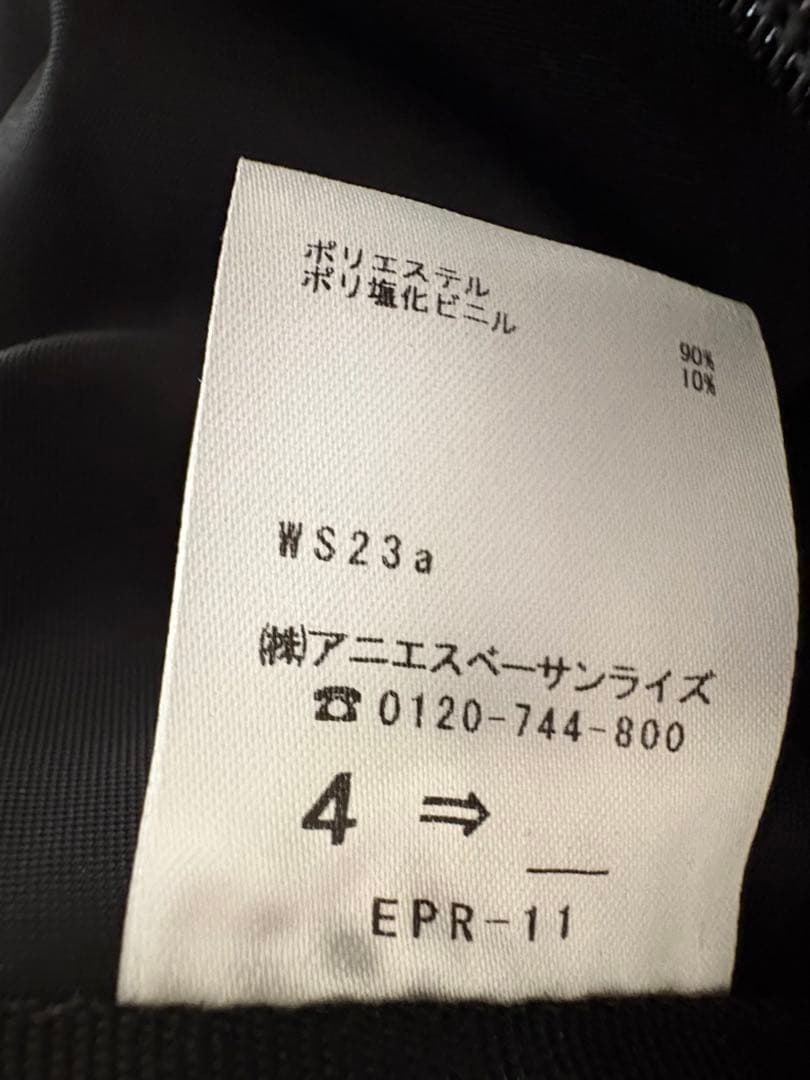 ポリエステル 90%
ポリ塩化ビニル 10%
WS23a
㈱アニエスベーサンライズ
☎0120-744-800
4 ⇒ __
EPR-11